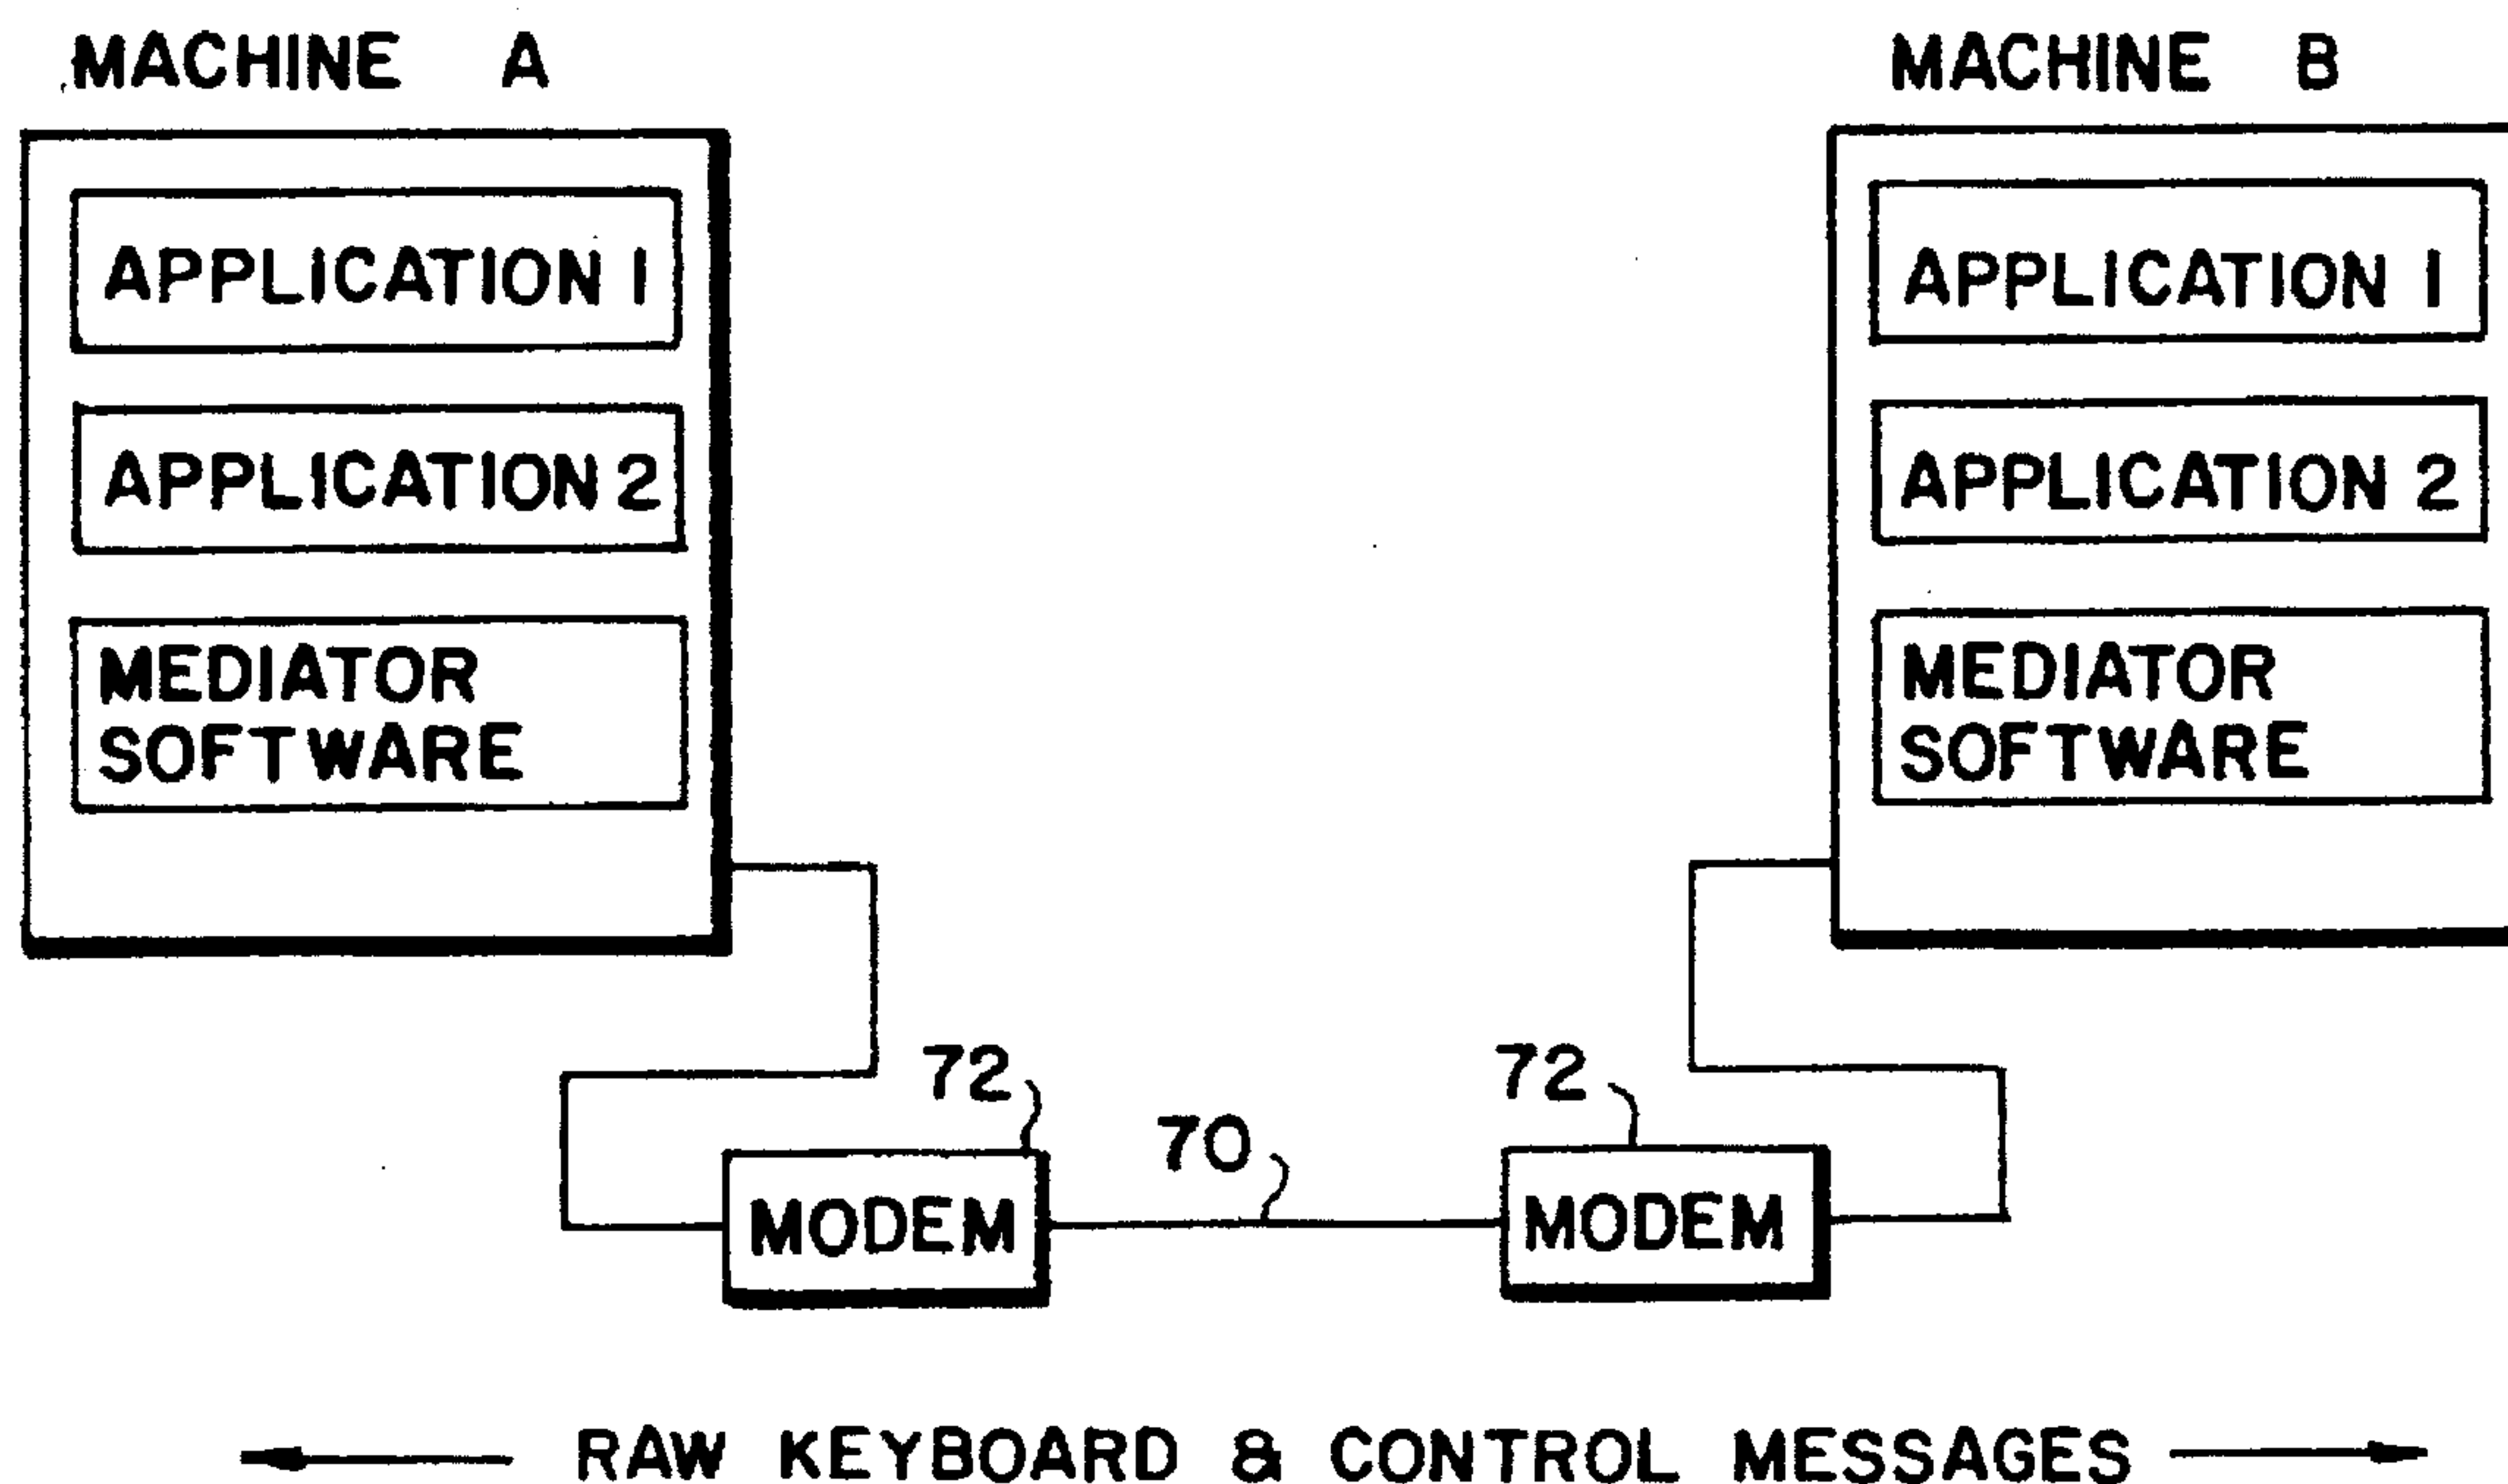 MACHINE A
MACHINE B
APPLICATION 1
APPLICATION 2
MEDIATOR
SOFTWARE
APPLICATION 1
APPLICATION 2
MEDIATOR
SOFTWARE
72
70
72
MODEM
MODEM
RAW KEYBOARD & CONTROL MESSAGES